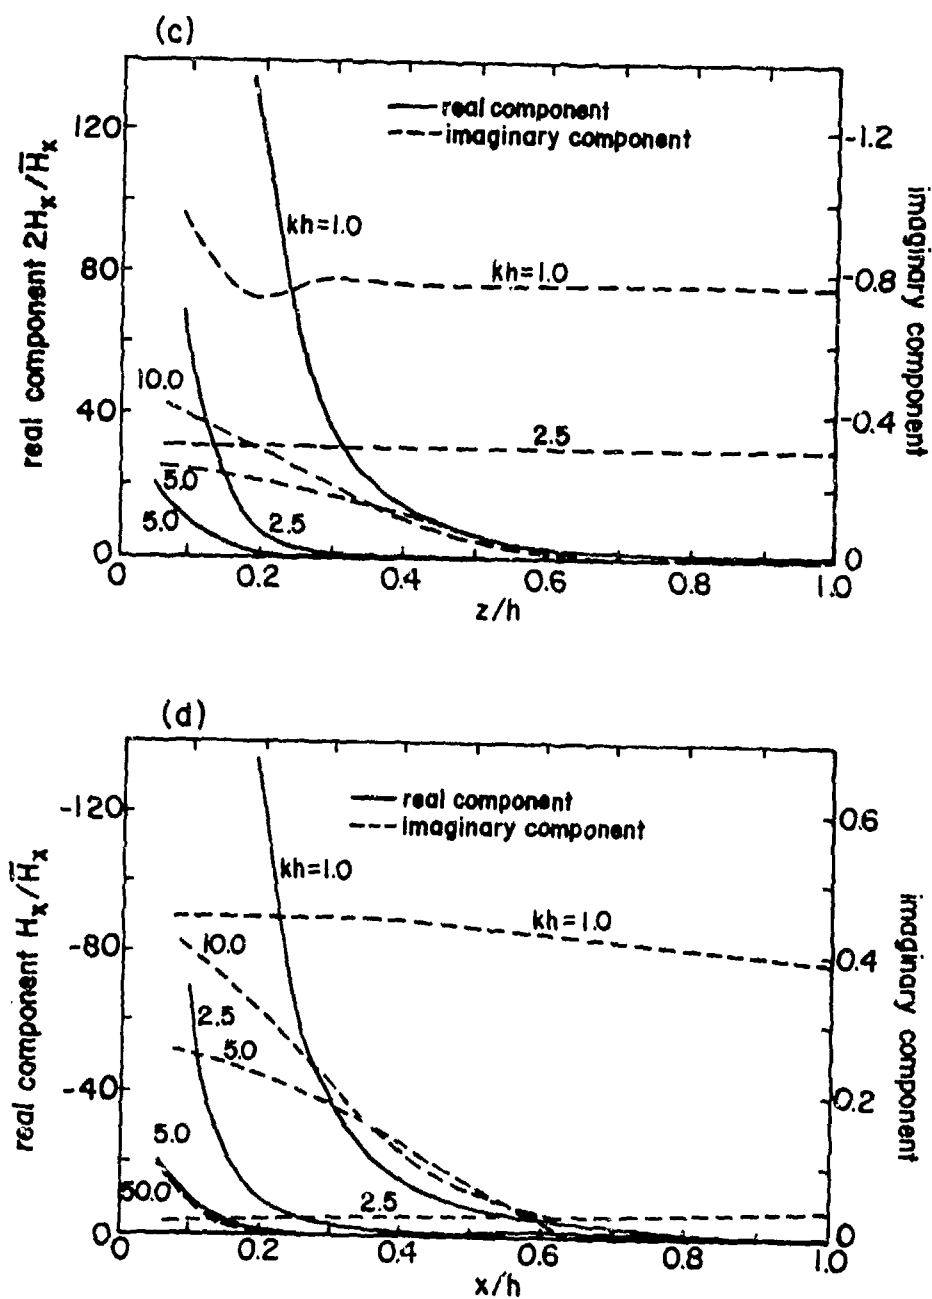 (c)
real component 2H̅x/H̅x
120
80
40
0
real component
imaginary component
kh=1.0
kh=1.0
10.0
2.5
5.0
5.0
2.5
-1.2
-0.8
-0.4
0
imaginary component
0
0.2
0.4
0.6
0.8
1.0
z/h
(d)
real component Hx/H̅x
-120
-80
-40
0
real component
imaginary component
kh=1.0
kh=1.0
10.0
2.5
5.0
5.0
50.0
2.5
0.6
0.4
0.2
0
imaginary component
0
0.2
0.4
0.6
0.8
1.0
x/h